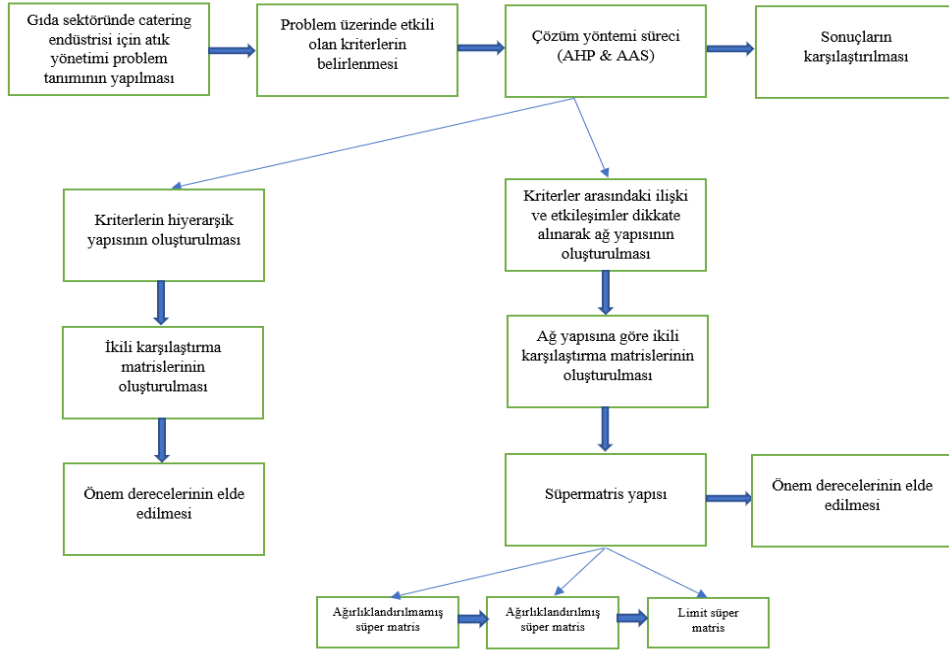 Gıda sektöründe catering
endüstrisi için atık
yönetimi problem
tanımının yapılması
Problem üzerinde etkili
olan kriterlerin
belirlenmesi
Çözüm yöntemi süreci
(AHP & AAS)
Sonuçların
karşılaştırılması
Kriterlerin hiyerarşik
yapısının oluşturulması
Kriterler arasındaki ilişki
ve etkileşimler dikkate
alınarak ağ yapısının
oluşturulması
İkili karşılaştırma
matrislerinin
oluşturulması
Ağ yapısına göre ikili
karşılaştırma matrislerinin
oluşturulması
Önem derecelerinin elde
edilmesi
Süpermatris yapısı
Önem derecelerinin elde
edilmesi
Ağırlıklandırılmamış
süper matris
Ağırlıklandırılmış
süper matris
Limit süper
matris